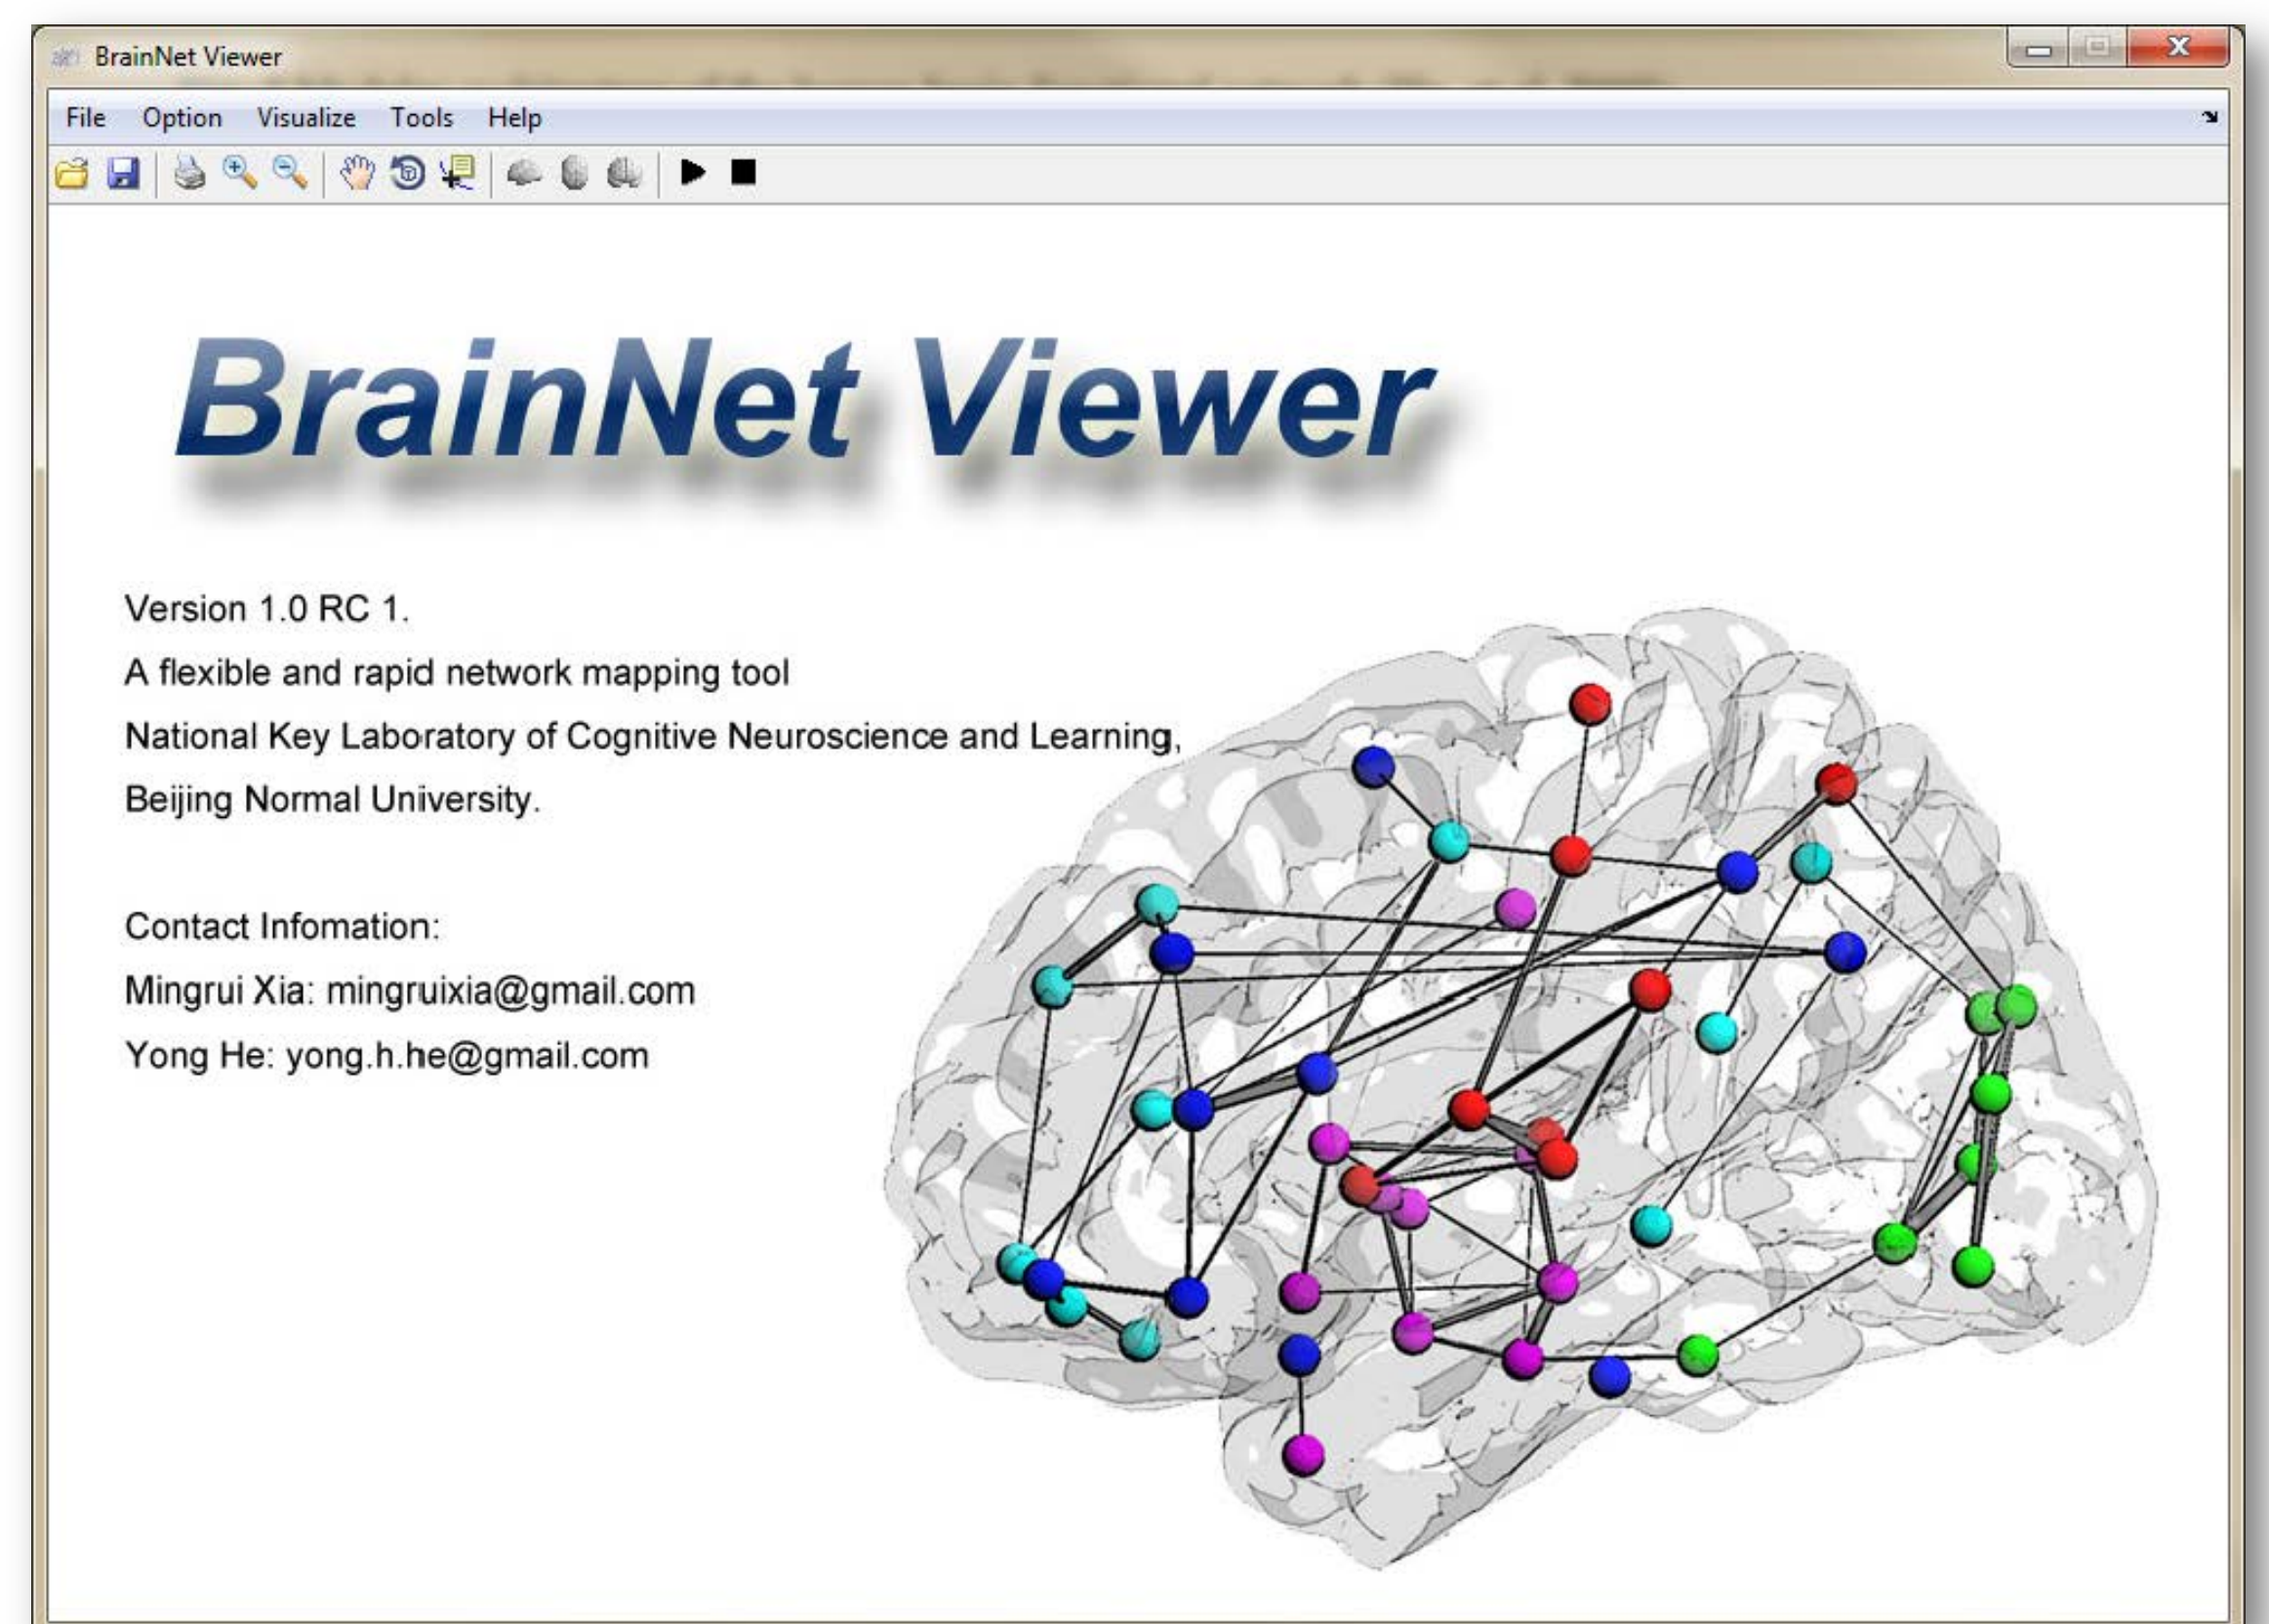 BrainNet Viewer
File Option Visualize Tools Help
BrainNet Viewer
Version 1.0 RC 1.
A flexible and rapid network mapping tool
National Key Laboratory of Cognitive Neuroscience and Learning,
Beijing Normal University.
Contact Infomation:
Mingrui Xia: mingruixia@gmail.com
Yong He: yong.h.he@gmail.com